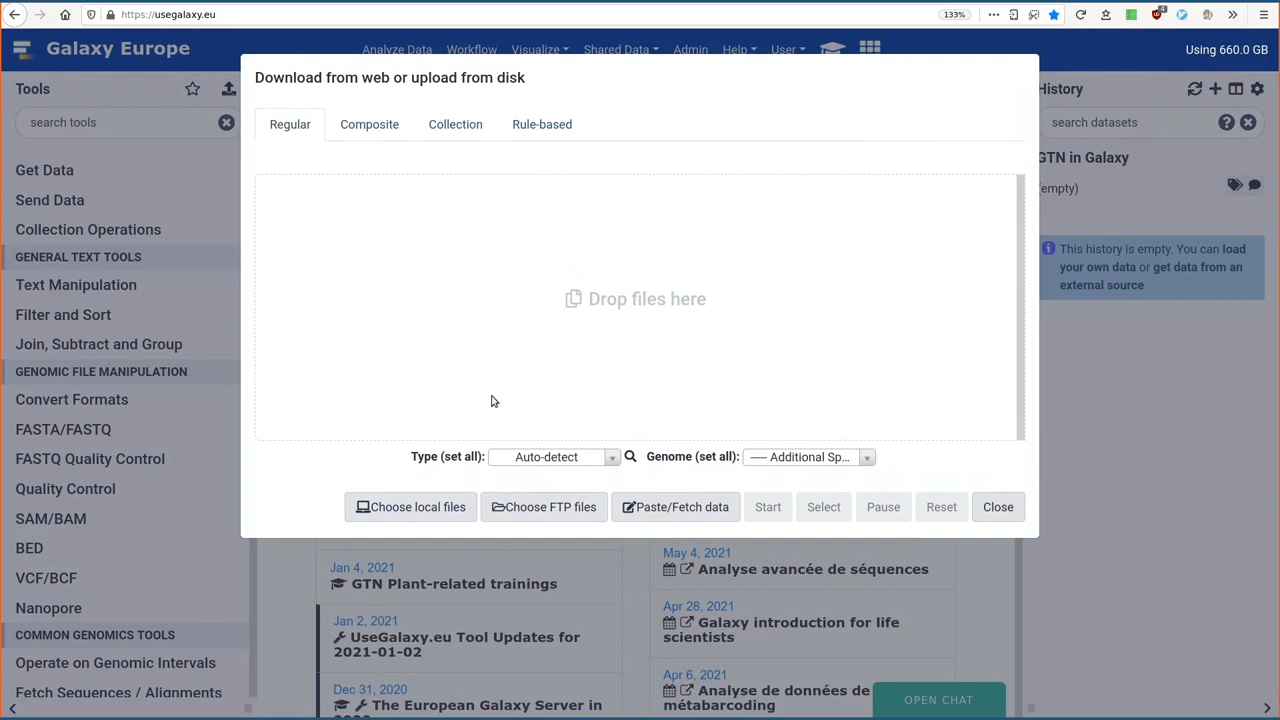 https://usegalaxy.eu
133%
Galaxy Europe
Analyze Data
Workflow
Visualize
Shared Data
Admin
Help
User
Using 660.0 GB
Tools
search tools
Get Data
Send Data
Collection Operations
GENERAL TEXT TOOLS
Text Manipulation
Filter and Sort
Join, Subtract and Group
GENOMIC FILE MANIPULATION
Convert Formats
FASTA/FASTQ
FASTQ Quality Control
Quality Control
SAM/BAM
BED
VCF/BCF
Nanopore
COMMON GENOMICS TOOLS
Operate on Genomic Intervals
Fetch Sequences / Alignments
Download from web or upload from disk
Regular
Composite
Collection
Rule-based
Drop files here
Type (set all):
Auto-detect
Genome (set all):
----- Additional Sp...
Choose local files
Choose FTP files
Paste/Fetch data
Start
Select
Pause
Reset
Close
Jan 4, 2021
GTN Plant-related trainings
Jan 2, 2021
UseGalaxy.eu Tool Updates for
2021-01-02
Dec 31, 2020
The European Galaxy Server in
May 4, 2021
Analyse avancée de séquences
Apr 28, 2021
Galaxy introduction for life
scientists
Apr 6, 2021
Analyse de données de
métabarcoding
OPEN CHAT
History
search datasets
GTN in Galaxy
(empty)
This history is empty. You can load
your own data or get data from an
external source